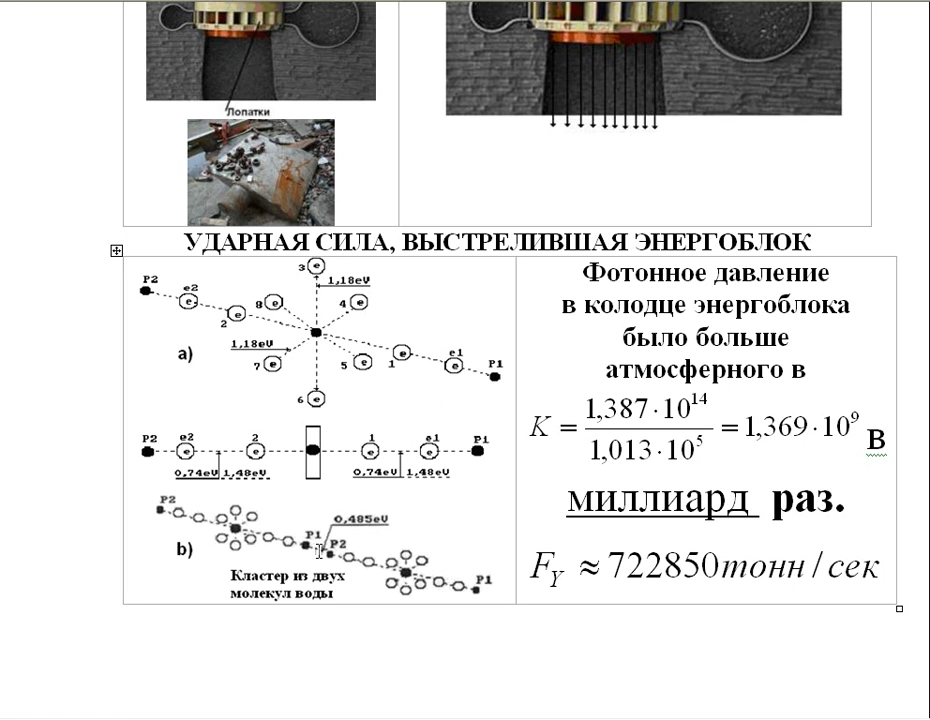 Лопатки
УДАРНАЯ СИЛА, ВЫСТРЕЛИВШАЯ ЭНЕРГОБЛОК
P2
e2
e
2
e
3
e
1,18eV
8
e
4
e
a)
1,18eV
7
e
5
e
1
e
e1
e
P1
6
e
P2
e2
e
2
e
1
e
e1
e
P1
0,74eV
1,48eV
0,74eV
1,48eV
P2
0,485eV
P1
P2
b)
P1
Кластер из двух
молекул воды
Фотонное давление
в колодце энергоблока
было больше
атмосферного в
K = 1,387·10^14 / 1,013·10^5 = 1,369·10^9 в
миллиард раз.
F_Y ≈ 722850тонн / сек